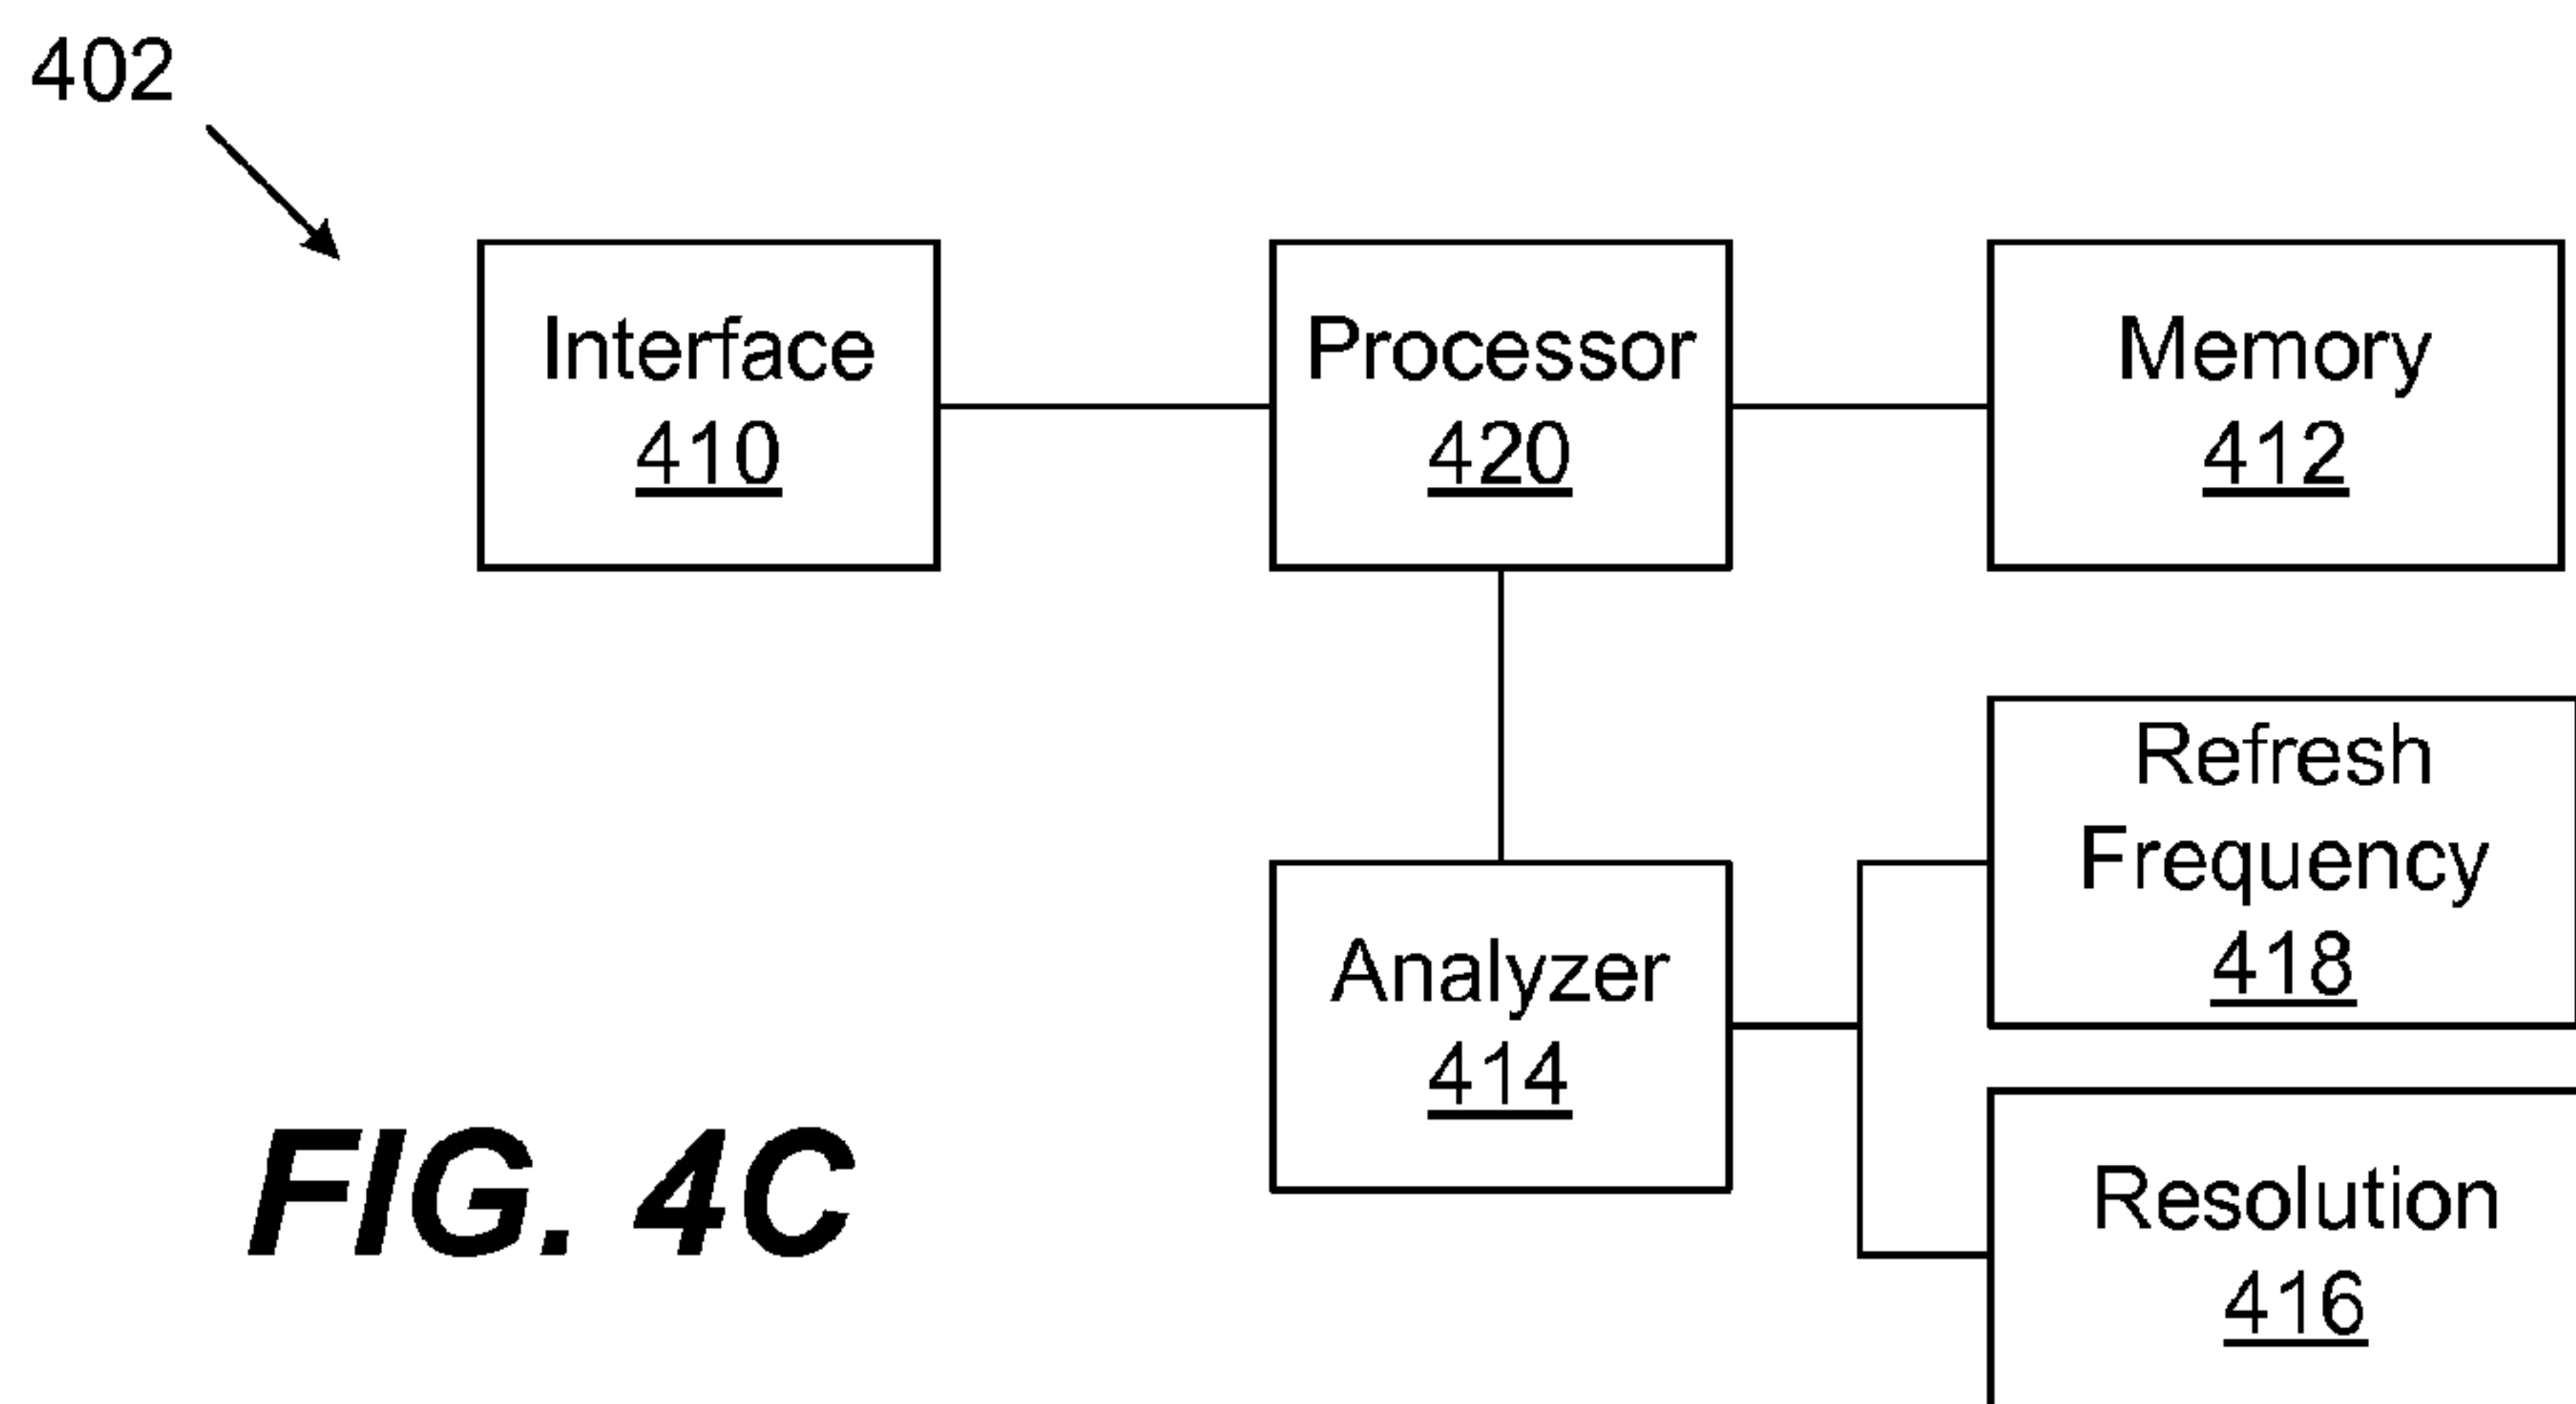 402
Interface
410
Processor
420
Memory
412
Refresh
Frequency
418
Analyzer
414
Resolution
416
FIG. 4C